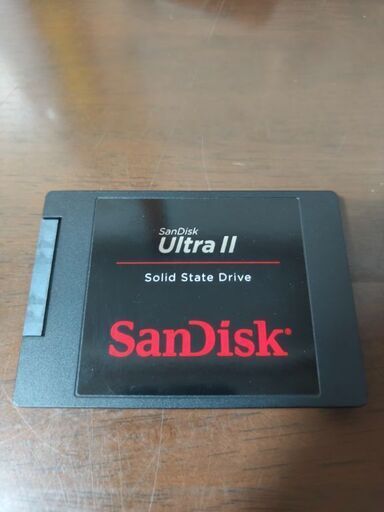 SanDisk
Ultra II
Solid State Drive
SanDisk®